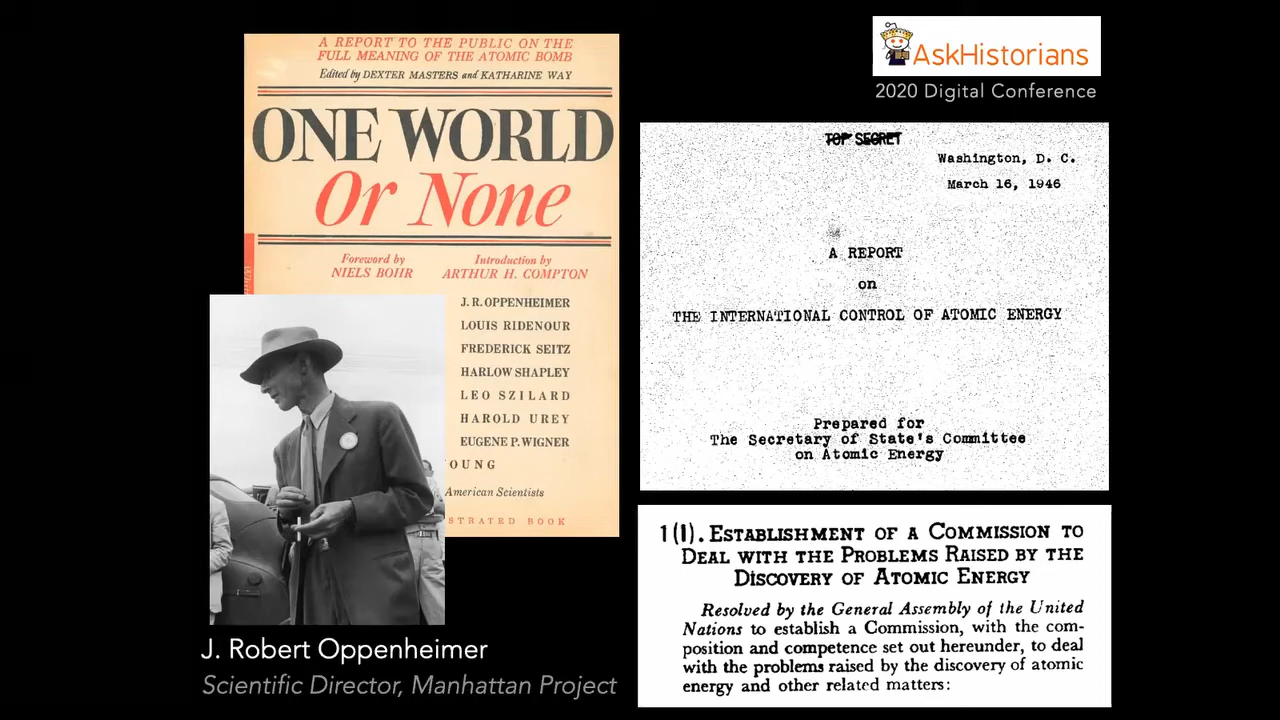 A REPORT TO THE PUBLIC ON THE
FULL MEANING OF THE ATOMIC BOMB
Edited by DEXTER MASTERS and KATHARINE WAY
ONE WORLD
Or None
Foreword by
NIELS BOHR
Introduction by
ARTHUR H. COMPTON
J. R. OPPENHEIMER
LOUIS RIDENOUR
FREDERICK SEITZ
HARLOW SHAPLEY
LEO SZILARD
HAROLD UREY
EUGENE P. WIGNER
OUNG
American Scientists
STRATED BOOK
J. Robert Oppenheimer
Scientific Director, Manhattan Project
AskHistorians
2020 Digital Conference
TOP SECRET
Washington, D. C.
March 16, 1946
A REPORT
on
THE INTERNATIONAL CONTROL OF ATOMIC ENERGY
Prepared for
The Secretary of State's Committee
on Atomic Energy
1(I). ESTABLISHMENT OF A COMMISSION TO
DEAL WITH THE PROBLEMS RAISED BY THE
DISCOVERY OF ATOMIC ENERGY
Resolved by the General Assembly of the United
Nations to establish a Commission, with the com-
position and competence set out hereunder, to deal
with the problems raised by the discovery of atomic
energy and other related matters: